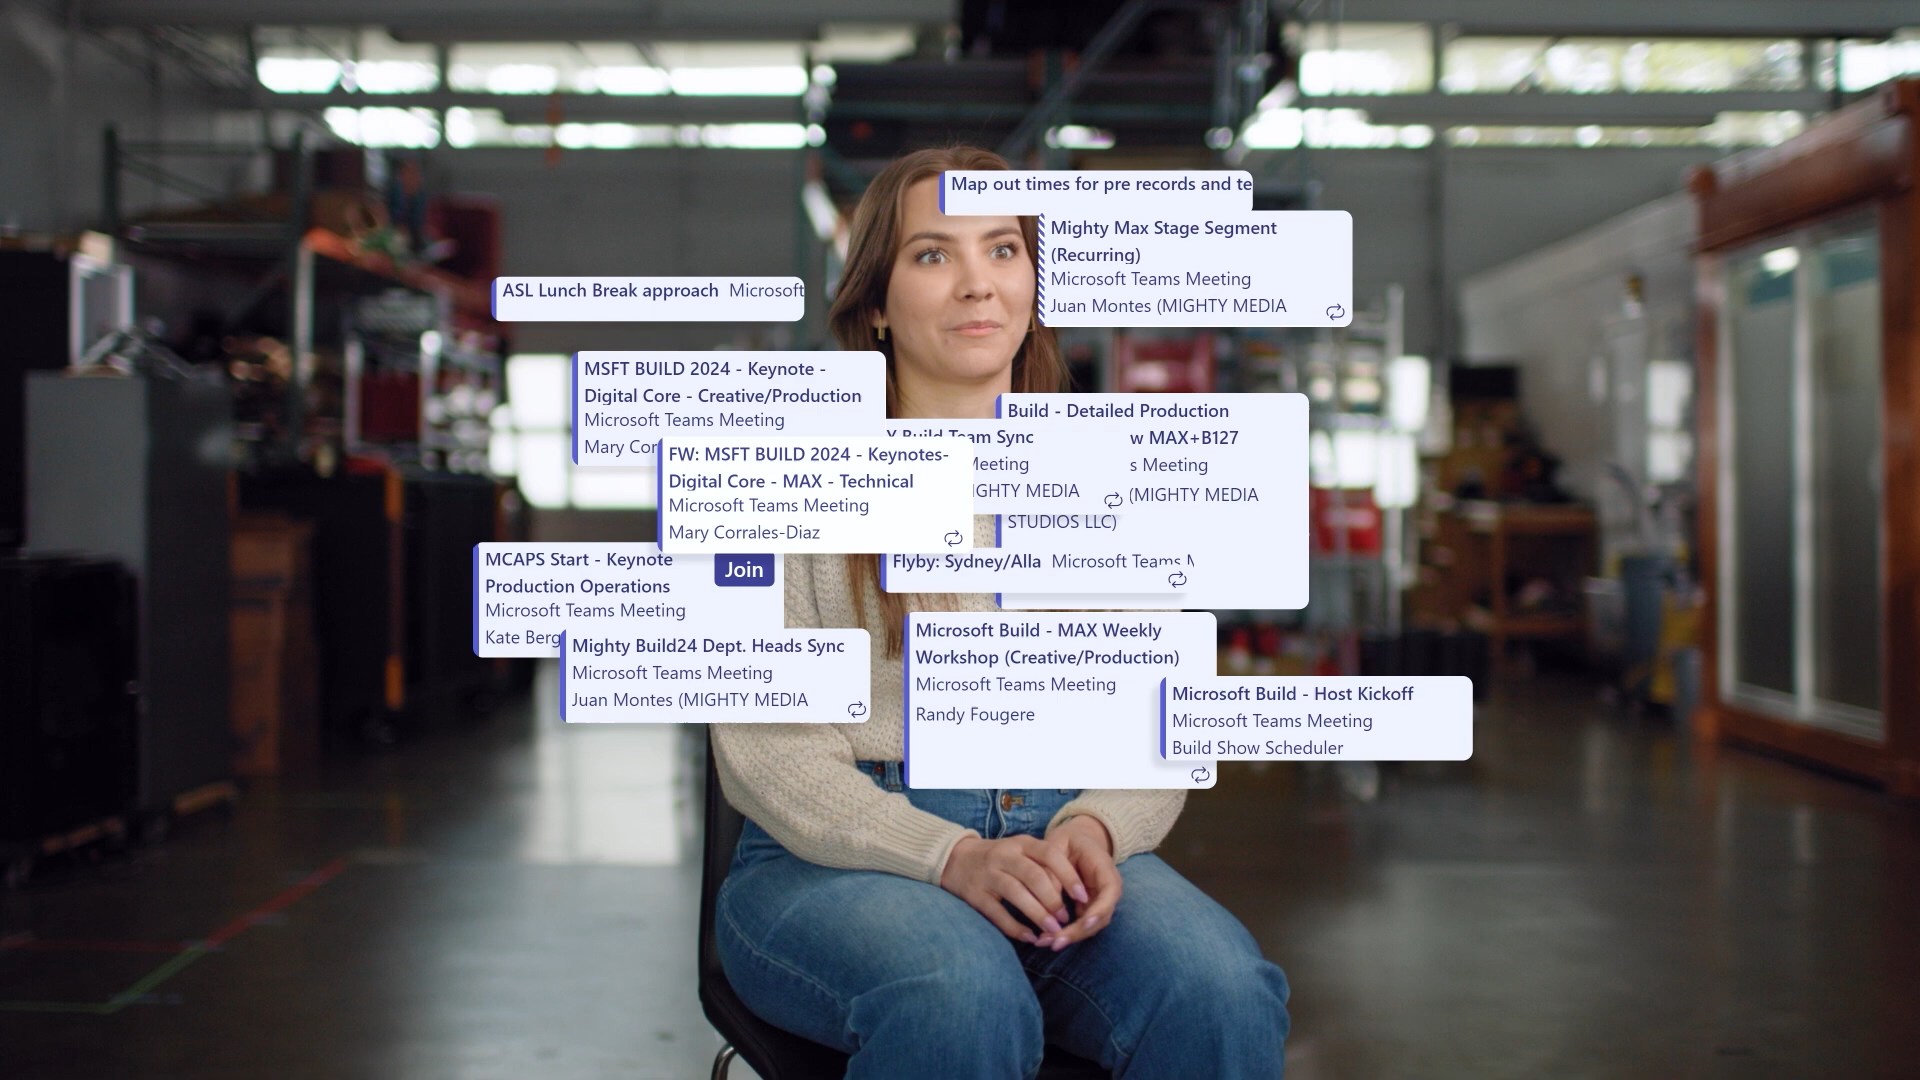 Map out times for pre records and te
Mighty Max Stage Segment
(Recurring)
Microsoft Teams Meeting
Juan Montes (MIGHTY MEDIA
ASL Lunch Break approach Microsoft
MSFT BUILD 2024 - Keynote -
Digital Core - Creative/Production
Microsoft Teams Meeting
Mary Cor
FW: MSFT BUILD 2024 - Keynotes-
Digital Core - MAX - Technical
Microsoft Teams Meeting
Mary Corrales-Diaz
Y Build Team Sync
Meeting
IGHTY MEDIA
Build - Detailed Production
w MAX+B127
s Meeting
(MIGHTY MEDIA
STUDIOS LLC)
Flyby: Sydney/Alla Microsoft Teams M
MCAPS Start - Keynote
Production Operations
Microsoft Teams Meeting
Kate Berg
Join
Mighty Build24 Dept. Heads Sync
Microsoft Teams Meeting
Juan Montes (MIGHTY MEDIA
Microsoft Build - MAX Weekly
Workshop (Creative/Production)
Microsoft Teams Meeting
Randy Fougere
Microsoft Build - Host Kickoff
Microsoft Teams Meeting
Build Show Scheduler